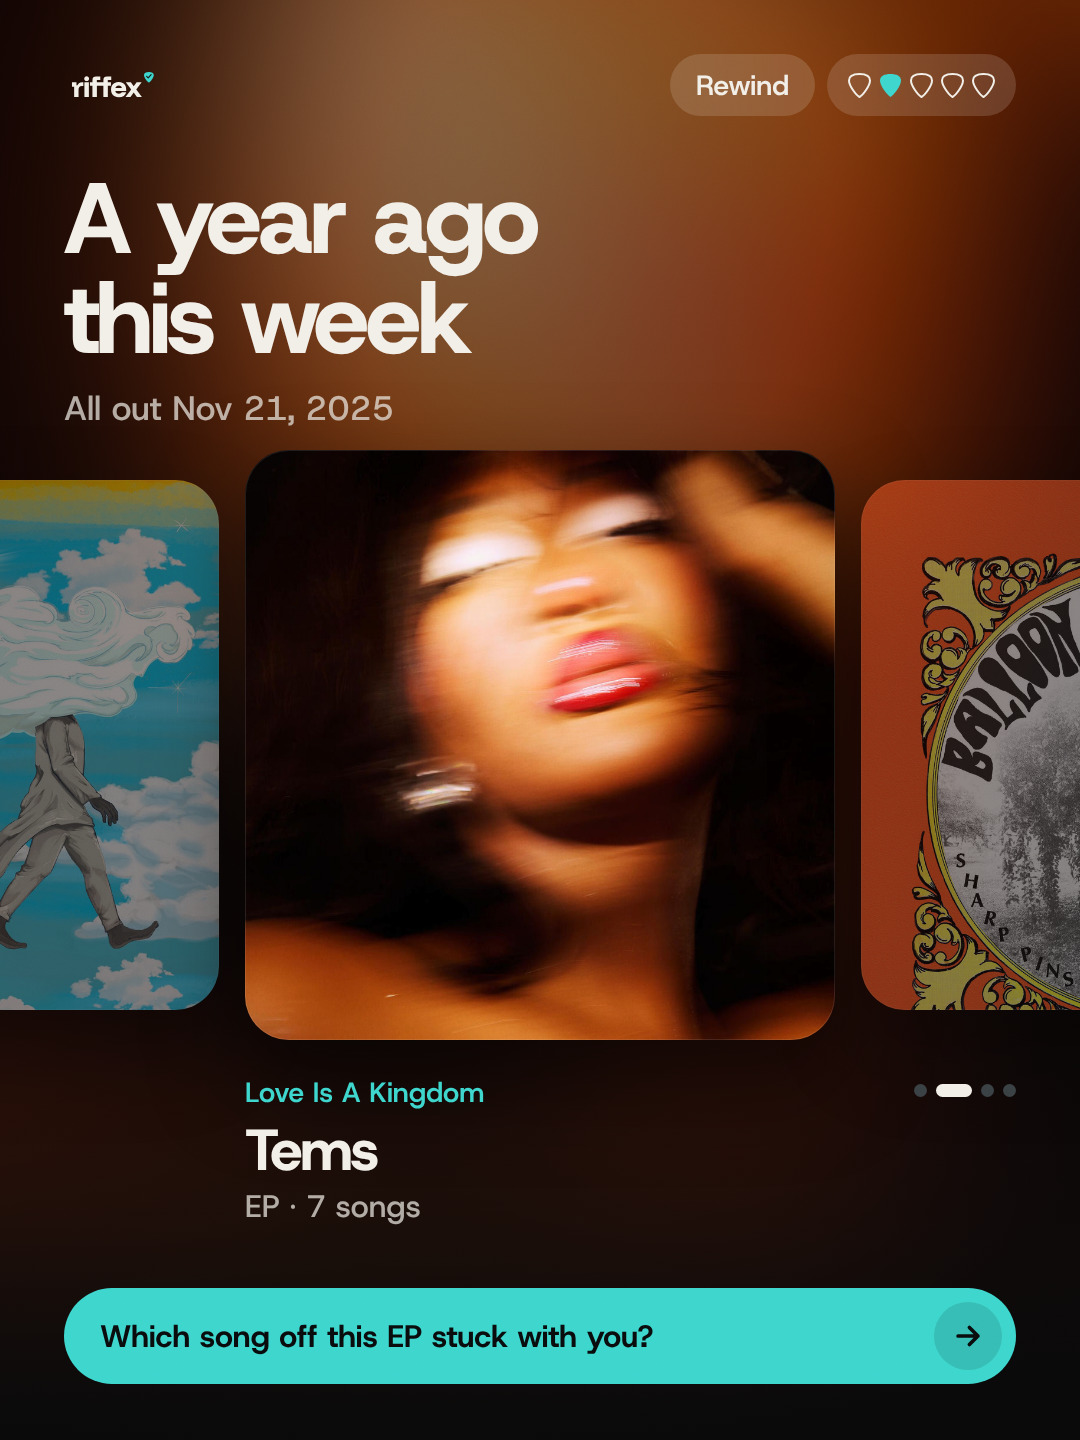 riffex
Rewind
A year ago
this week
All out Nov 21, 2025
BALLOON
SHARP PINS
Love Is A Kingdom
Tems
EP · 7 songs
Which song off this EP stuck with you?